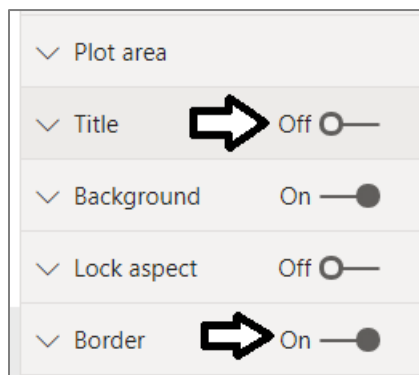 Plot area
Title Off
Background On
Lock aspect Off
Border On